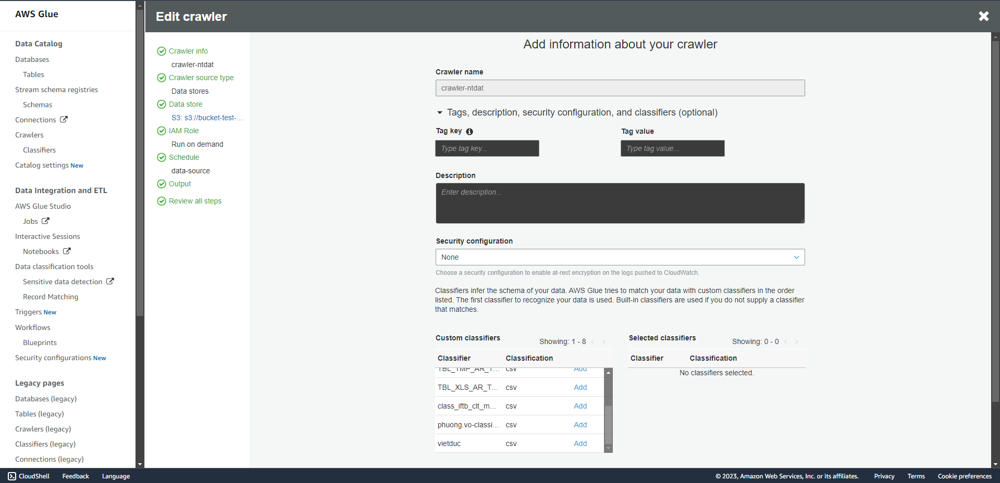 AWS Glue
Data Catalog
Databases
Tables
Stream schema registries
Schemas
Connections
Crawlers
Classifiers
Catalog settings New
Data Integration and ETL
AWS Glue Studio
Jobs
Interactive Sessions
Notebooks
Data classification tools
Sensitive data detection
Record Matching
Triggers New
Workflows
Blueprints
Security configurations New
Legacy pages
Databases (legacy)
Tables (legacy)
Crawlers (legacy)
Classifiers (legacy)
Connections (legacy)
Edit crawler
Crawler info
crawler-ntdat
Crawler source type
Data stores
Data store
S3: s3://bucket-test-...
IAM Role
Run on demand
Schedule
data-source
Output
Review all steps
Add information about your crawler
Crawler name
crawler-ntdat
Tags, description, security configuration, and classifiers (optional)
Tag key
Tag value
Type tag key...
Type tag value...
Description
Enter description...
Security configuration
None
Choose a security configuration to enable at-rest encryption on the logs pushed to CloudWatch.
Classifiers infer the schema of your data. AWS Glue tries to match your data with custom classifiers in the order
listed. The first classifier to recognize your data is used. Built-in classifiers are used if you do not supply a classifier
that matches.
Custom classifiers
Showing: 1 - 8
Classifier Classification
TBL_TMP_AR_T... csv Add
TBL_XLS_AR_T... csv Add
class_iftb_clt_m... csv Add
phuong.vo-classi... csv Add
vietduc csv Add
Selected classifiers
Showing: 0 - 0
Classifier Classification
No classifiers selected.
CloudShell Feedback Language
© 2023, Amazon Web Services, Inc. or its affiliates. Privacy Terms Cookie preferences